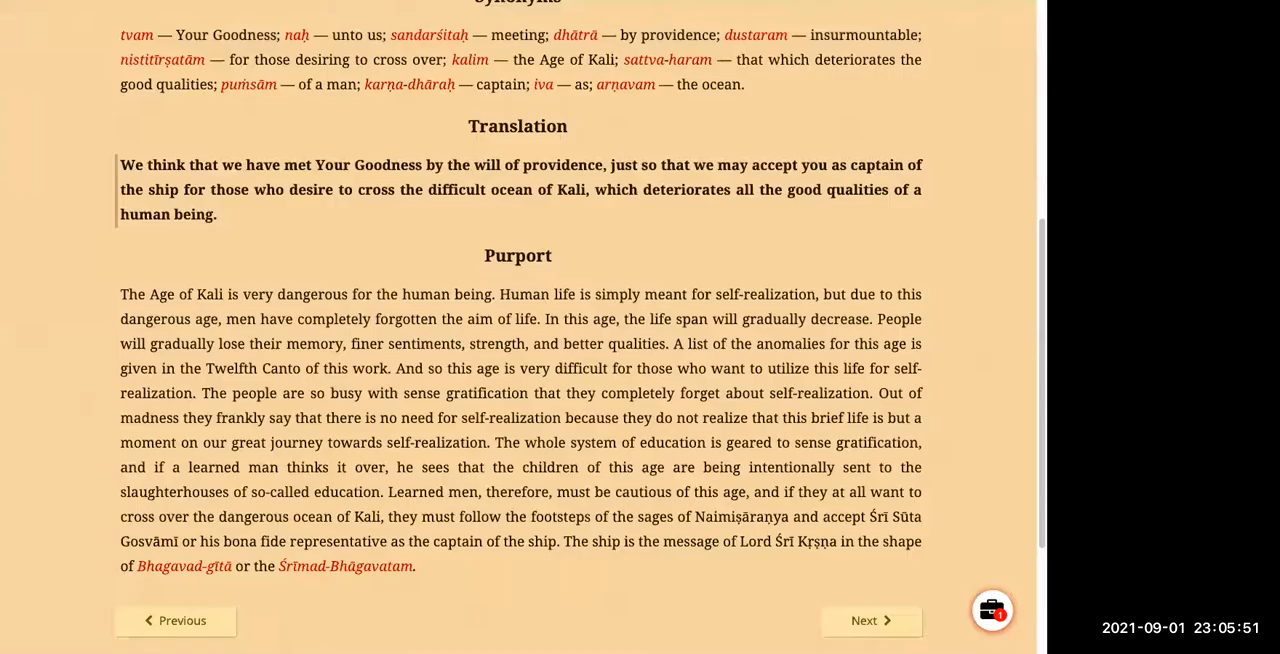 Synonyms
tvam — Your Goodness; naḥ — unto us; sandarśitaḥ — meeting; dhātrā — by providence; dustaram — insurmountable;
nistitīrṣatām — for those desiring to cross over; kalim — the Age of Kali; sattva-haram — that which deteriorates the
good qualities; puṁsām — of a man; karṇa-dhāraḥ — captain; iva — as; arṇavam — the ocean.
Translation
We think that we have met Your Goodness by the will of providence, just so that we may accept you as captain of
the ship for those who desire to cross the difficult ocean of Kali, which deteriorates all the good qualities of a
human being.
Purport
The Age of Kali is very dangerous for the human being. Human life is simply meant for self-realization, but due to this
dangerous age, men have completely forgotten the aim of life. In this age, the life span will gradually decrease. People
will gradually lose their memory, finer sentiments, strength, and better qualities. A list of the anomalies for this age is
given in the Twelfth Canto of this work. And so this age is very difficult for those who want to utilize this life for self-
realization. The people are so busy with sense gratification that they completely forget about self-realization. Out of
madness they frankly say that there is no need for self-realization because they do not realize that this brief life is but a
moment on our great journey towards self-realization. The whole system of education is geared to sense gratification,
and if a learned man thinks it over, he sees that the children of this age are being intentionally sent to the
slaughterhouses of so-called education. Learned men, therefore, must be cautious of this age, and if they at all want to
cross over the dangerous ocean of Kali, they must follow the footsteps of the sages of Naimiṣāraṇya and accept Śrī Sūta
Gosvāmī or his bona fide representative as the captain of the ship. The ship is the message of Lord Śrī Kṛṣṇa in the shape
of Bhagavad-gītā or the Śrīmad-Bhāgavatam.
Previous
Next
1
2021-09-01 23:05:51